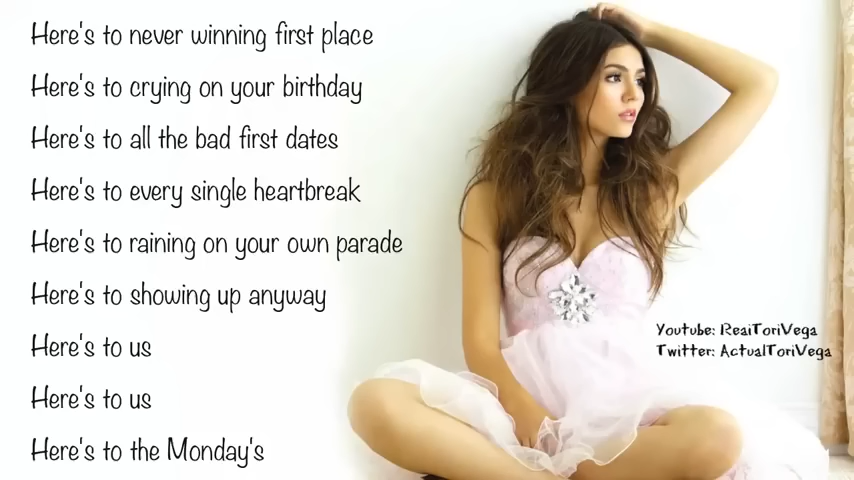 Here's to never winning first place
Here's to crying on your birthday
Here's to all the bad first dates
Here's to every single heartbreak
Here's to raining on your own parade
Here's to showing up anyway
Here's to us
Here's to us
Here's to the Monday's
Youtube: ReaiToriVega
Twitter: ActualToriVega